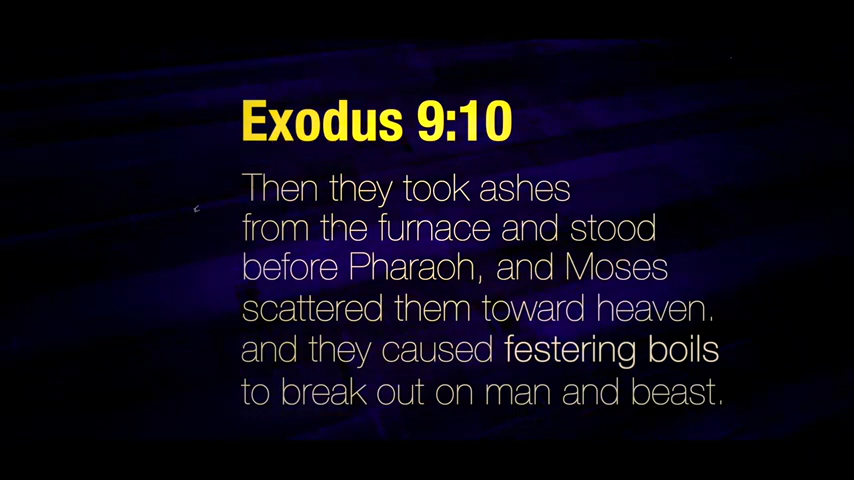 Exodus 9:10
Then they took ashes
from the furnace and stood
before Pharaoh, and Moses
scattered them toward heaven.
and they caused festering boils
to break out on man and beast.